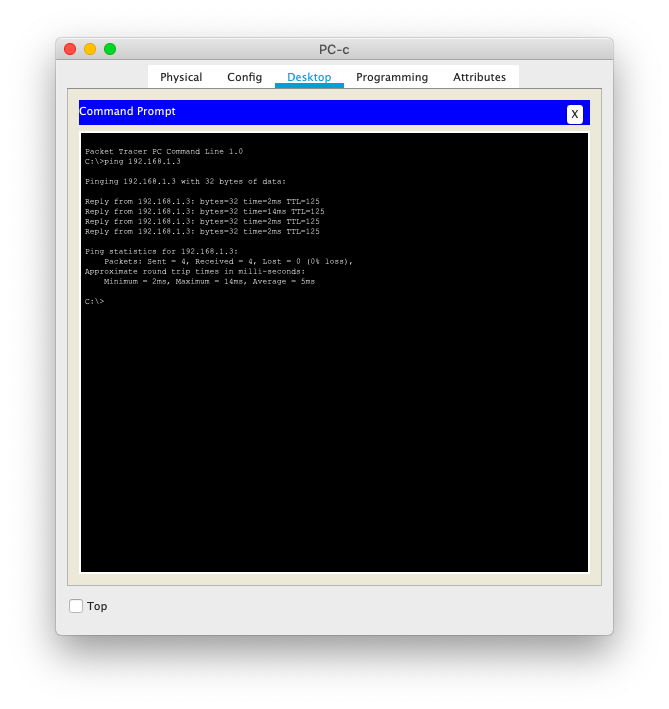 PC-c
Physical Config Desktop Programming Attributes
Command Prompt
X
Packet Tracer PC Command Line 1.0
C:\>ping 192.168.1.3
Pinging 192.168.1.3 with 32 bytes of data:
Reply from 192.168.1.3: bytes=32 time=2ms TTL=125
Reply from 192.168.1.3: bytes=32 time=14ms TTL=125
Reply from 192.168.1.3: bytes=32 time=2ms TTL=125
Reply from 192.168.1.3: bytes=32 time=2ms TTL=125
Ping statistics for 192.168.1.3:
Packets: Sent = 4, Received = 4, Lost = 0 (0% loss),
Approximate round trip times in milli-seconds:
Minimum = 2ms, Maximum = 14ms, Average = 5ms
C:\>
Top